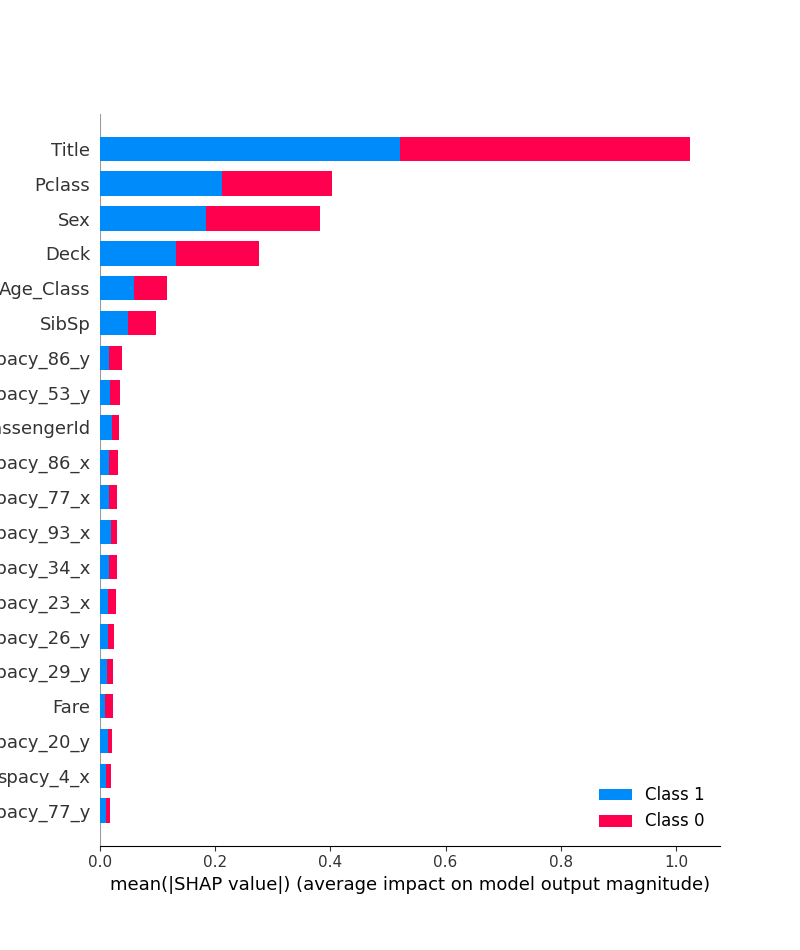 Title
Pclass
Sex
Deck
Age_Class
SibSp
pacy_86_y
pacy_53_y
assengerId
pacy_86_x
pacy_77_x
pacy_93_x
pacy_34_x
pacy_23_x
pacy_26_y
pacy_29_y
Fare
pacy_20_y
spacy_4_x
pacy_77_y
Class 1
Class 0
0.0 0.2 0.4 0.6 0.8 1.0
mean(|SHAP value|) (average impact on model output magnitude)